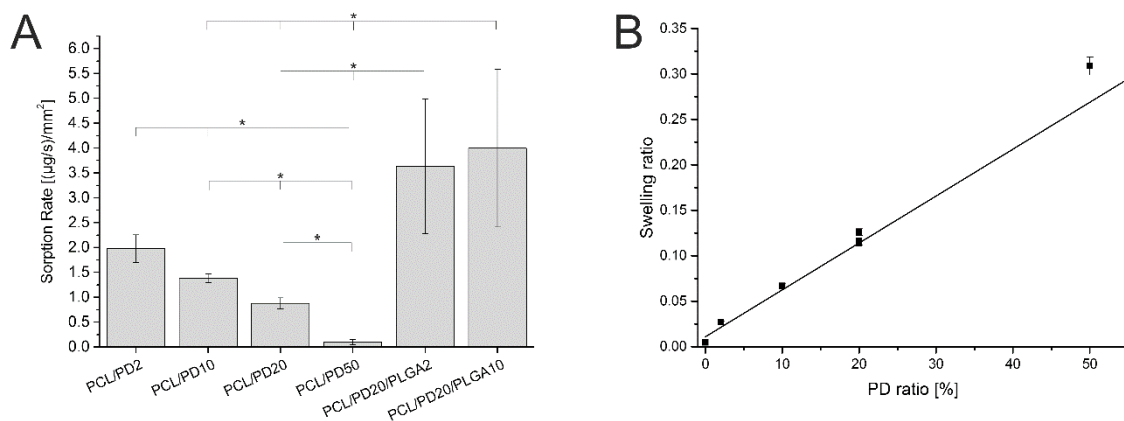 A
B
*
*
*
*
*
Sorption Rate [(μg/s)/mm²]
6.0
5.5
5.0
4.5
4.0
3.5
3.0
2.5
2.0
1.5
1.0
0.5
0.0
PCL/PD2
PCL/PD10
PCL/PD20
PCL/PD50
PCL/PD20/PLGA2
PCL/PD20/PLGA10
Swelling ratio
0.35
0.30
0.25
0.20
0.15
0.10
0.05
0.00
0
10
20
30
40
50
PD ratio [%]